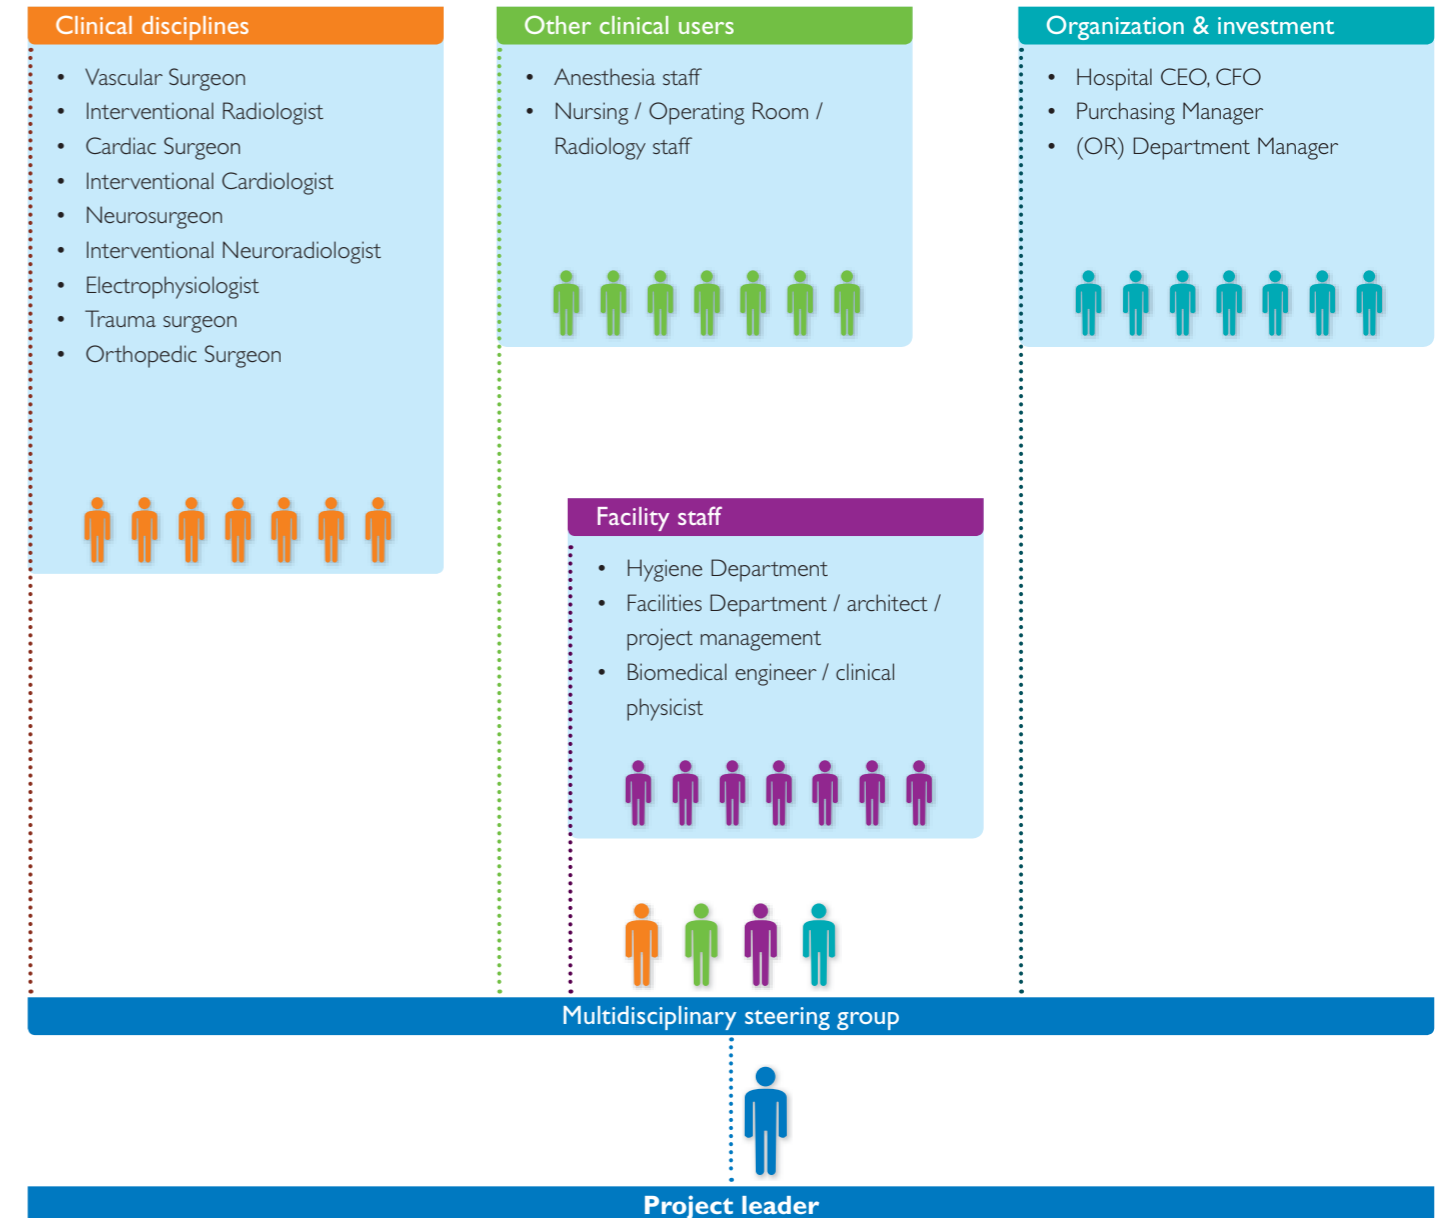 Clinical disciplines
• Vascular Surgeon
• Interventional Radiologist
• Cardiac Surgeon
• Interventional Cardiologist
• Neurosurgeon
• Interventional Neuroradiologist
• Electrophysiologist
• Trauma surgeon
• Orthopedic Surgeon
Other clinical users
• Anesthesia staff
• Nursing / Operating Room /
Radiology staff
Organization & investment
• Hospital CEO, CFO
• Purchasing Manager
• (OR) Department Manager
Facility staff
• Hygiene Department
• Facilities Department / architect /
project management
• Biomedical engineer / clinical
physicist
Multidisciplinary steering group
Project leader